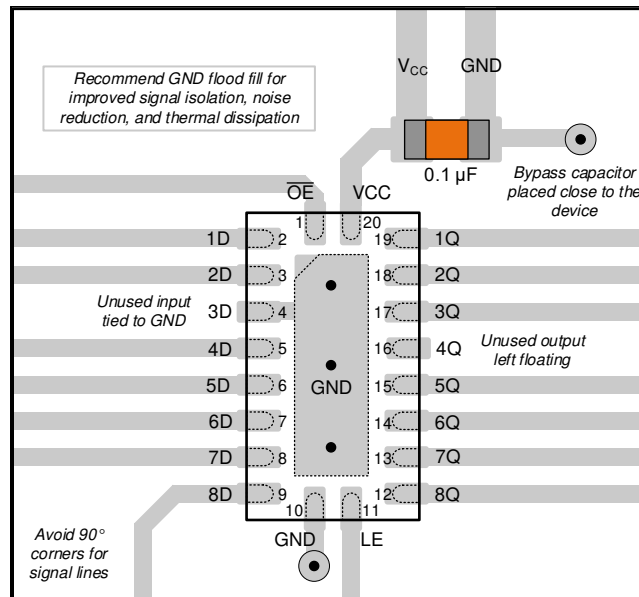 V_CC GND
Recommend GND flood fill for
improved signal isolation, noise
reduction, and thermal dissipation
0.1 µF
Bypass capacitor
placed close to the
device
O̅E̅ VCC
1 20
1D 2 19 1Q
2D 3 18 2Q
Unused input
tied to GND
3D 4 17 3Q
4D 5 16 4Q
Unused output
left floating
5D 6 GND 15 5Q
6D 7 14 6Q
7D 8 13 7Q
8D 9 12 8Q
10 11
GND LE
Avoid 90°
corners for
signal lines